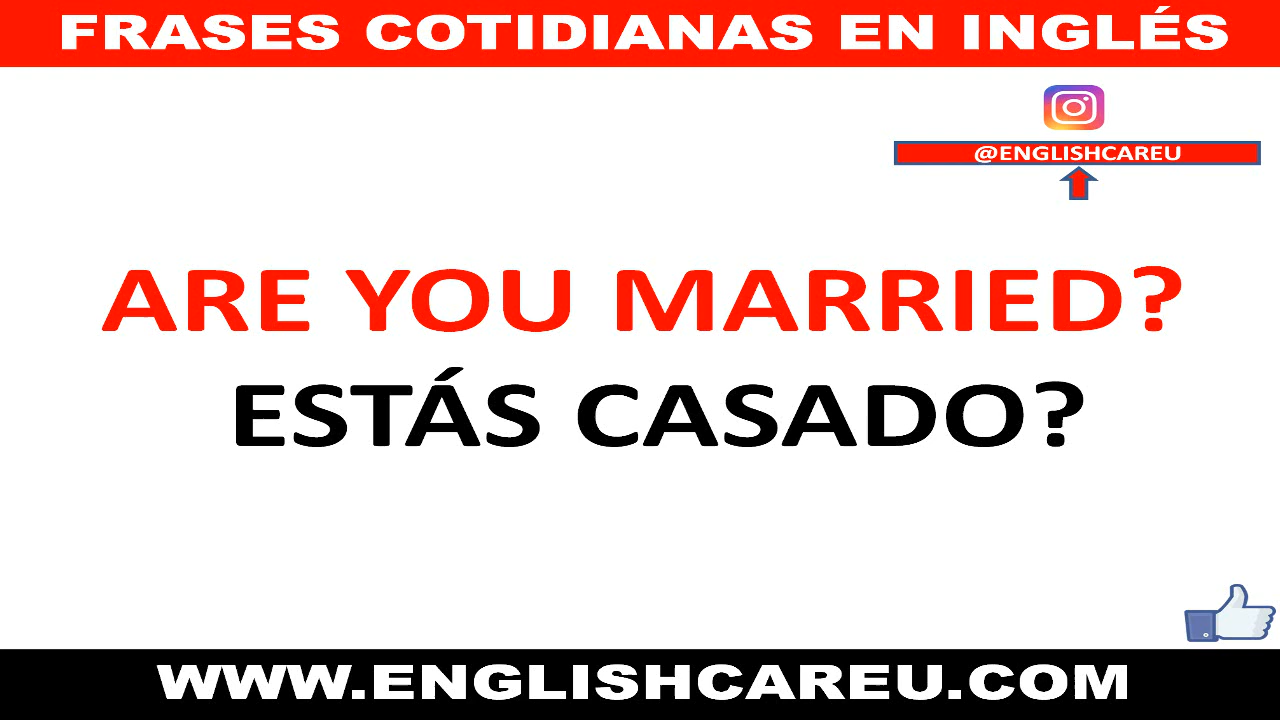 FRASES COTIDIANAS EN INGLÉS
@ENGLISHCAREU
ARE YOU MARRIED?
ESTÁS CASADO?
WWW.ENGLISHCAREU.COM